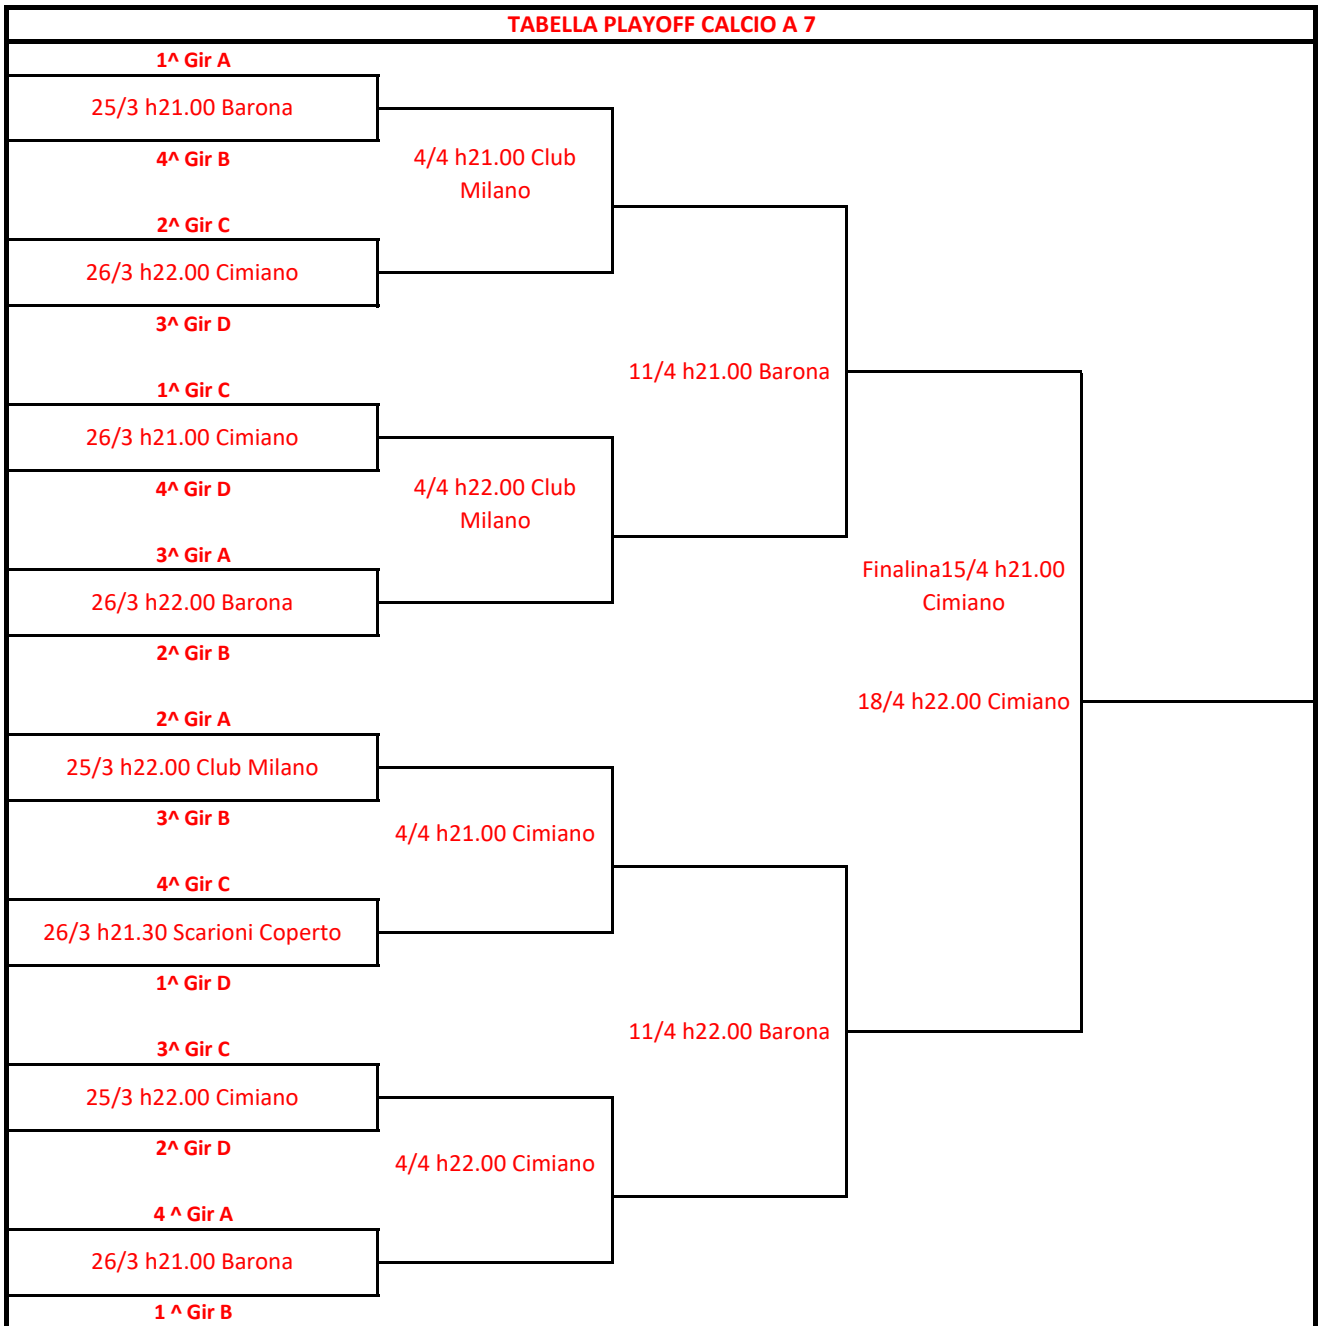 TABELLA PLAYOFF CALCIO A 7
1^ Gir A
25/3 h21.00 Barona
4^ Gir B
4/4 h21.00 Club
Milano
2^ Gir C
26/3 h22.00 Cimiano
3^ Gir D
11/4 h21.00 Barona
1^ Gir C
26/3 h21.00 Cimiano
4^ Gir D
4/4 h22.00 Club
Milano
3^ Gir A
26/3 h22.00 Barona
2^ Gir B
Finalina15/4 h21.00
Cimiano
18/4 h22.00 Cimiano
2^ Gir A
25/3 h22.00 Club Milano
3^ Gir B
4/4 h21.00 Cimiano
4^ Gir C
26/3 h21.30 Scarioni Coperto
1^ Gir D
11/4 h22.00 Barona
3^ Gir C
25/3 h22.00 Cimiano
2^ Gir D
4/4 h22.00 Cimiano
4 ^ Gir A
26/3 h21.00 Barona
1 ^ Gir B